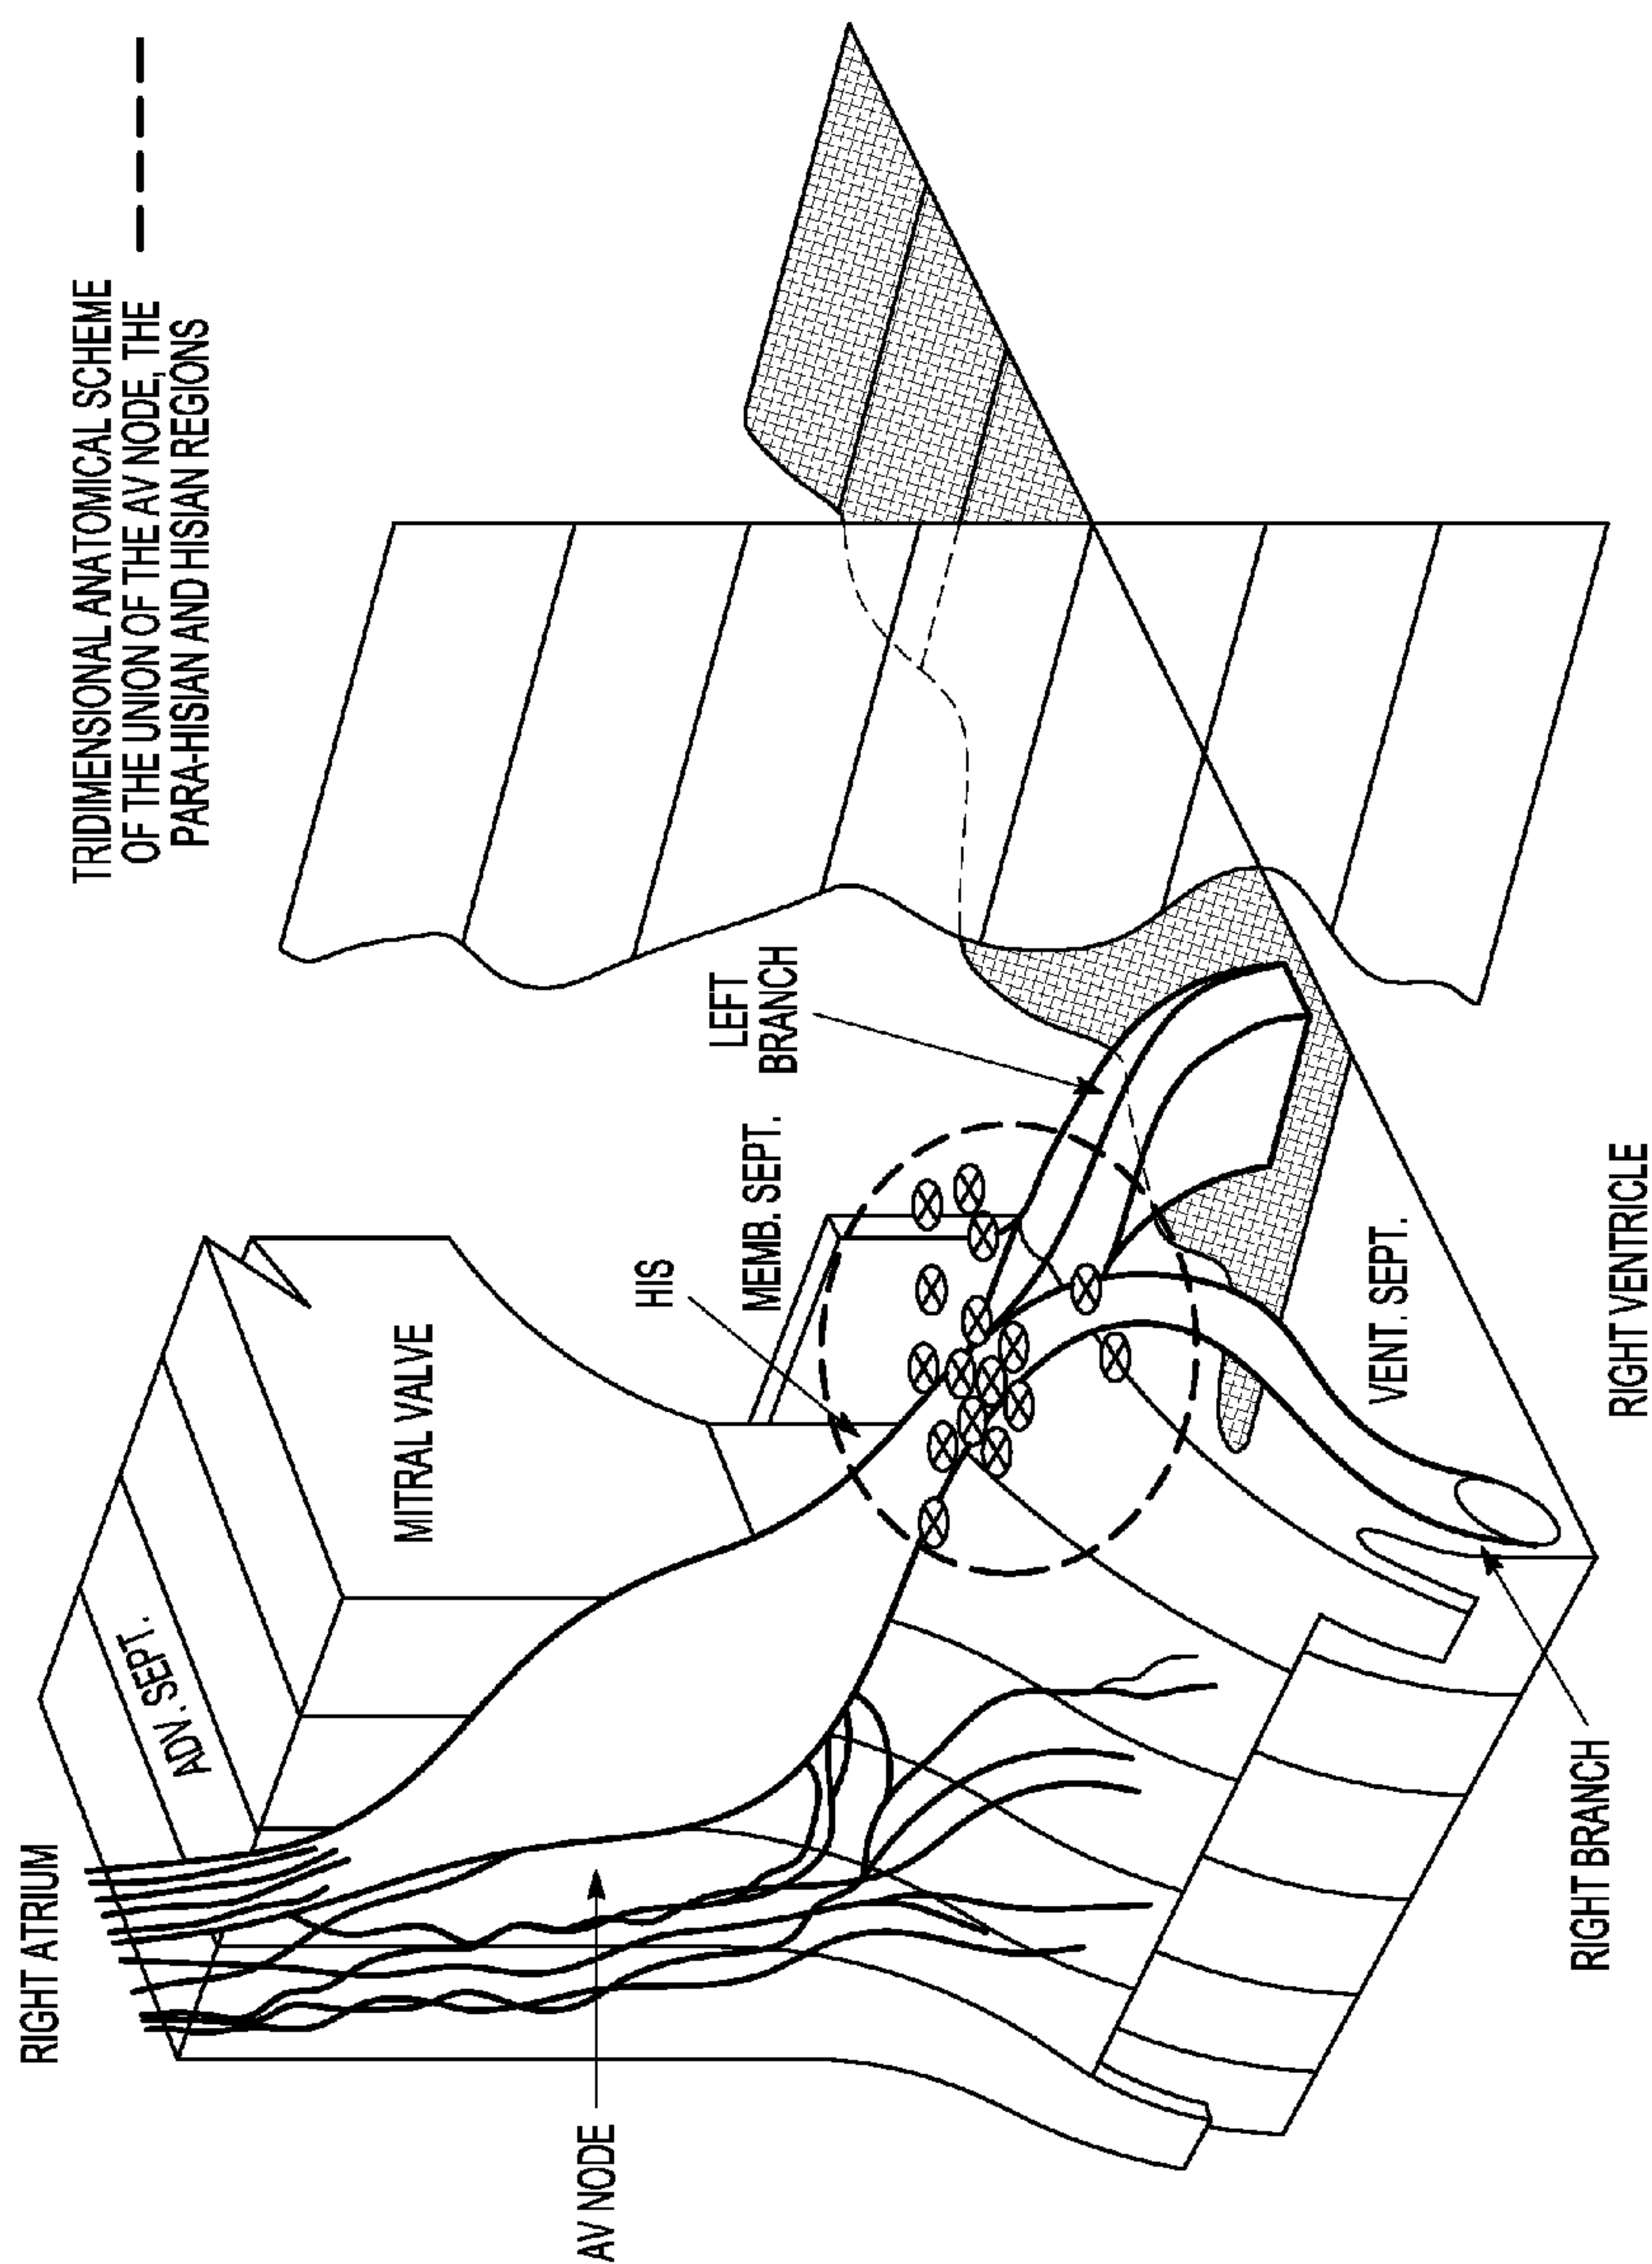 TRIDIMENSIONAL ANATOMICAL SCHEME
OF THE UNION OF THE AV NODE, THE
PARA-HISIAN AND HISIAN REGIONS
RIGHT ATRIUM
ADV. SEPT.
MITRAL VALVE
AV NODE
HIS
MEMB. SEPT.
LEFT
BRANCH
VENT. SEPT.
RIGHT BRANCH
RIGHT VENTRICLE